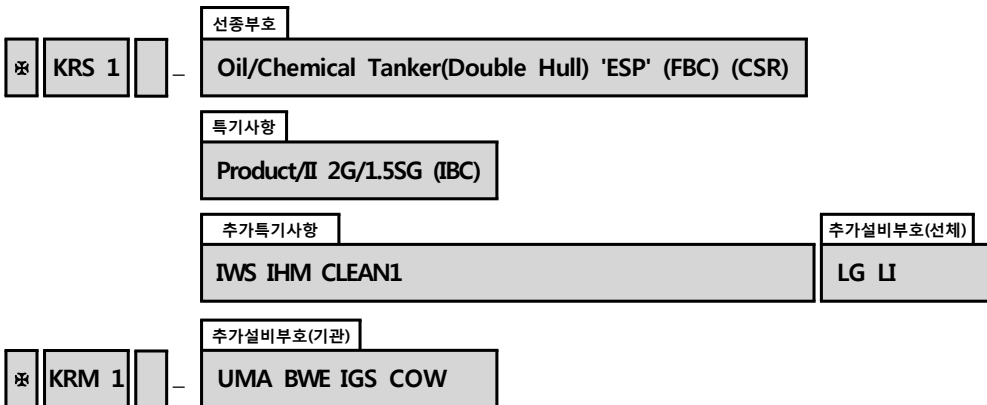 선종부호
✠ KRS 1 – Oil/Chemical Tanker(Double Hull) 'ESP' (FBC) (CSR)
특기사항
Product/II 2G/1.5SG (IBC)
추가특기사항 추가설비부호(선체)
IWS IHM CLEAN1 LG LI
추가설비부호(기관)
✠ KRM 1 – UMA BWE IGS COW